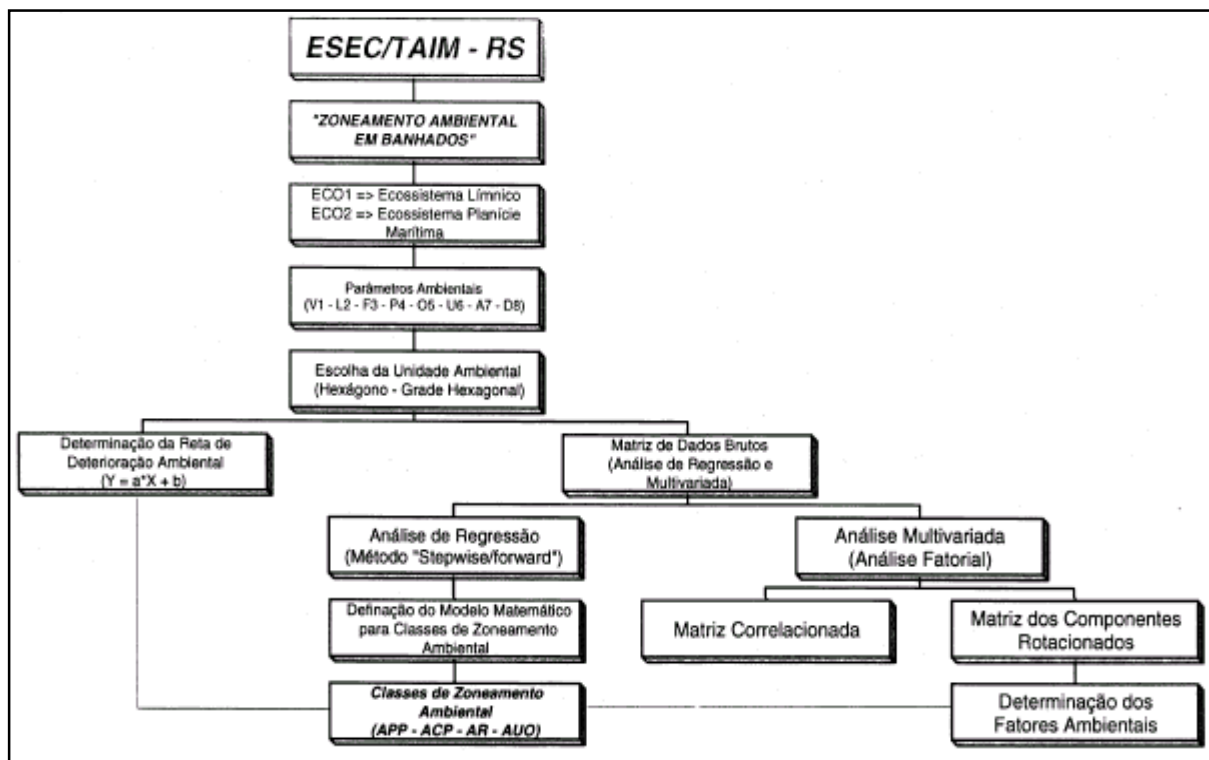 ESEC/TAIM - RS
"ZONEAMENTO AMBIENTAL
EM BANHADOS"
ECO1 => Ecossistema Límnico
ECO2 => Ecossistema Planície
Marítima
Parâmetros Ambientais
(V1 - L2 - F3 - P4 - O5 - U6 - A7 - D8)
Escolha da Unidade Ambiental
(Hexágono - Grade Hexagonal)
Determinação da Reta de
Deterioração Ambiental
(Y = a*X + b)
Matriz de Dados Brutos
(Análise de Regressão e
Multivariada)
Análise de Regressão
(Método "Stepwise/forward")
Análise Multivariada
(Análise Fatorial)
Definação do Modelo Matemático
para Classes de Zoneamento
Ambiental
Matriz Correlacionada
Matriz dos Componentes
Rotacionados
Classes de Zoneamento
Ambiental
(APP - ACP - AR - AUO)
Determinação dos
Fatores Ambientais